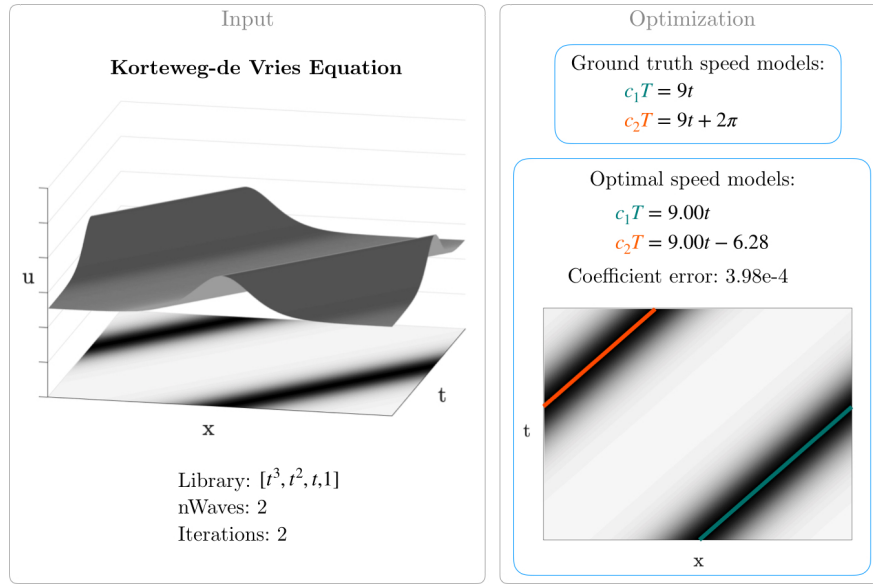 Input
Korteweg-de Vries Equation
u
t
x
Library: [t³, t², t,1]
nWaves: 2
Iterations: 2
Optimization
Ground truth speed models:
c₁T = 9t
c₂T = 9t + 2π
Optimal speed models:
c₁T = 9.00t
c₂T = 9.00t − 6.28
Coefficient error: 3.98e-4
t
x